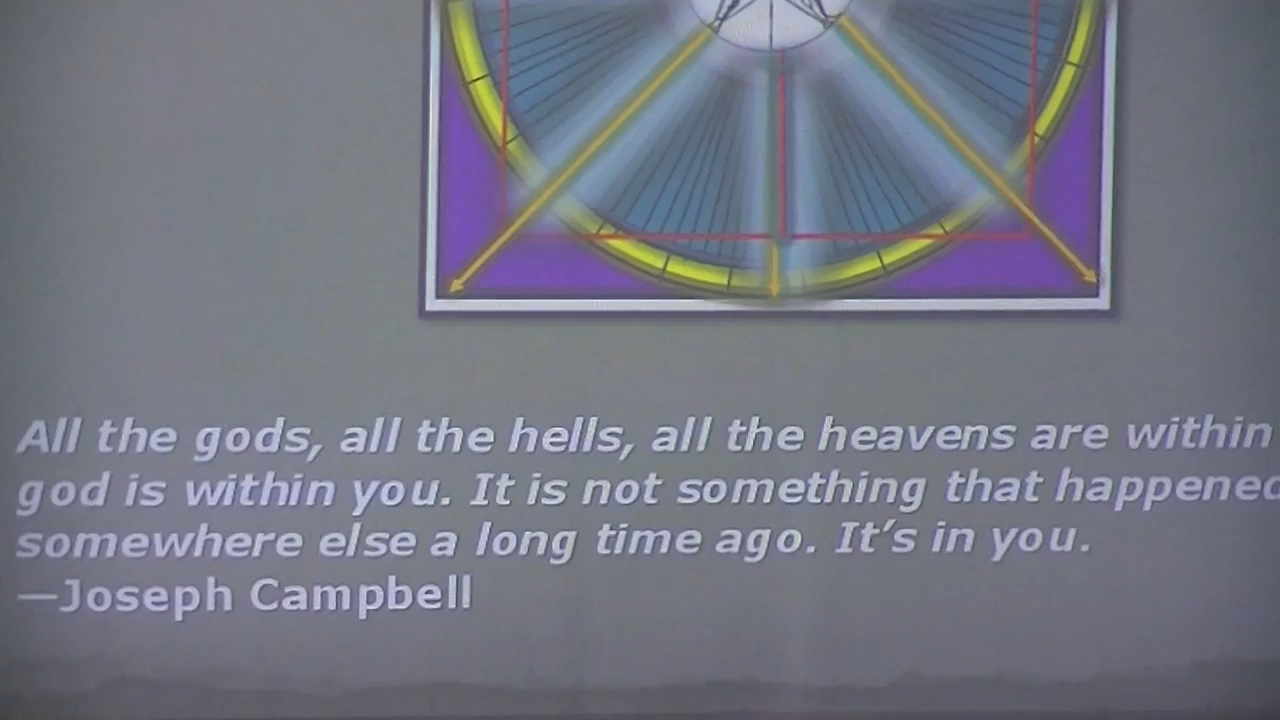 All the gods, all the hells, all the heavens are within
god is within you. It is not something that happened
somewhere else a long time ago. It's in you.
—Joseph Campbell